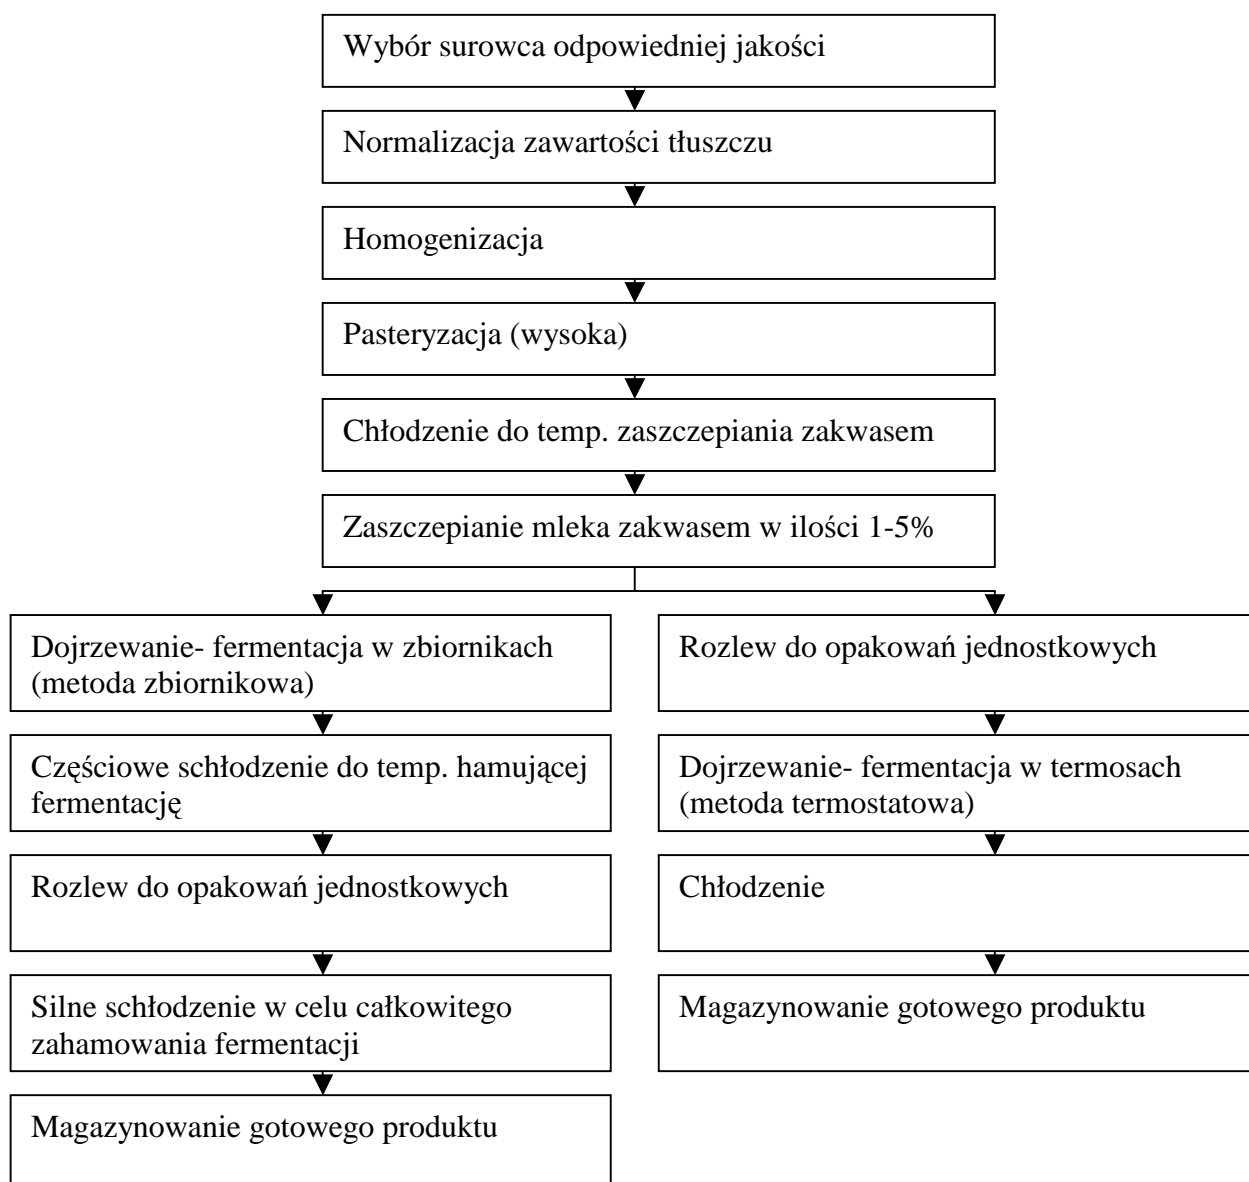 Wybór surowca odpowiedniej jakości
Normalizacja zawartości tłuszczu
Homogenizacja
Pasteryzacja (wysoka)
Chłodzenie do temp. zaszczepiania zakwasem
Zaszczepianie mleka zakwasem w ilości 1-5%
Dojrzewanie- fermentacja w zbiornikach
(metoda zbiornikowa)
Częściowe schłodzenie do temp. hamującej
fermentację
Rozlew do opakowań jednostkowych
Silne schłodzenie w celu całkowitego
zahamowania fermentacji
Magazynowanie gotowego produktu
Rozlew do opakowań jednostkowych
Dojrzewanie- fermentacja w termosach
(metoda termostatowa)
Chłodzenie
Magazynowanie gotowego produktu